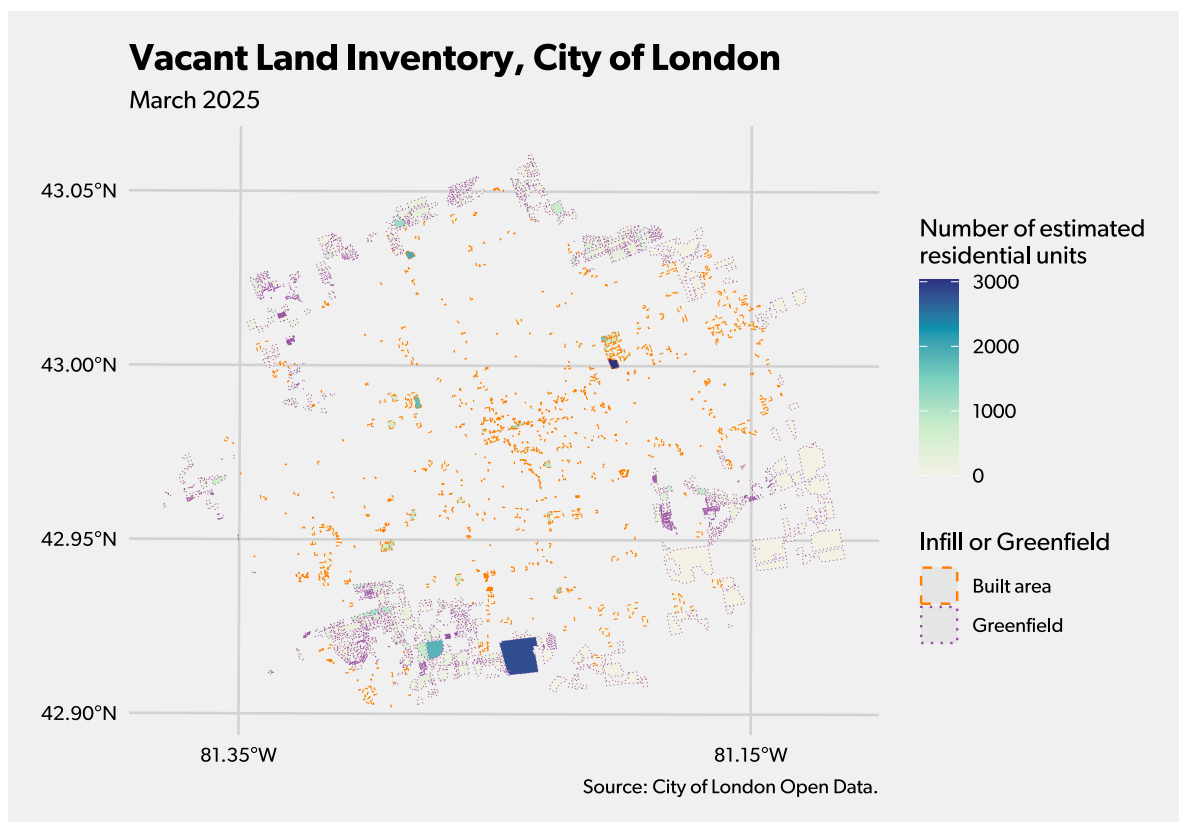 Vacant Land Inventory, City of London
March 2025
43.05°N
43.00°N
42.95°N
42.90°N
81.35°W
81.15°W
Number of estimated
residential units
3000
2000
1000
0
Infill or Greenfield
Built area
Greenfield
Source: City of London Open Data.